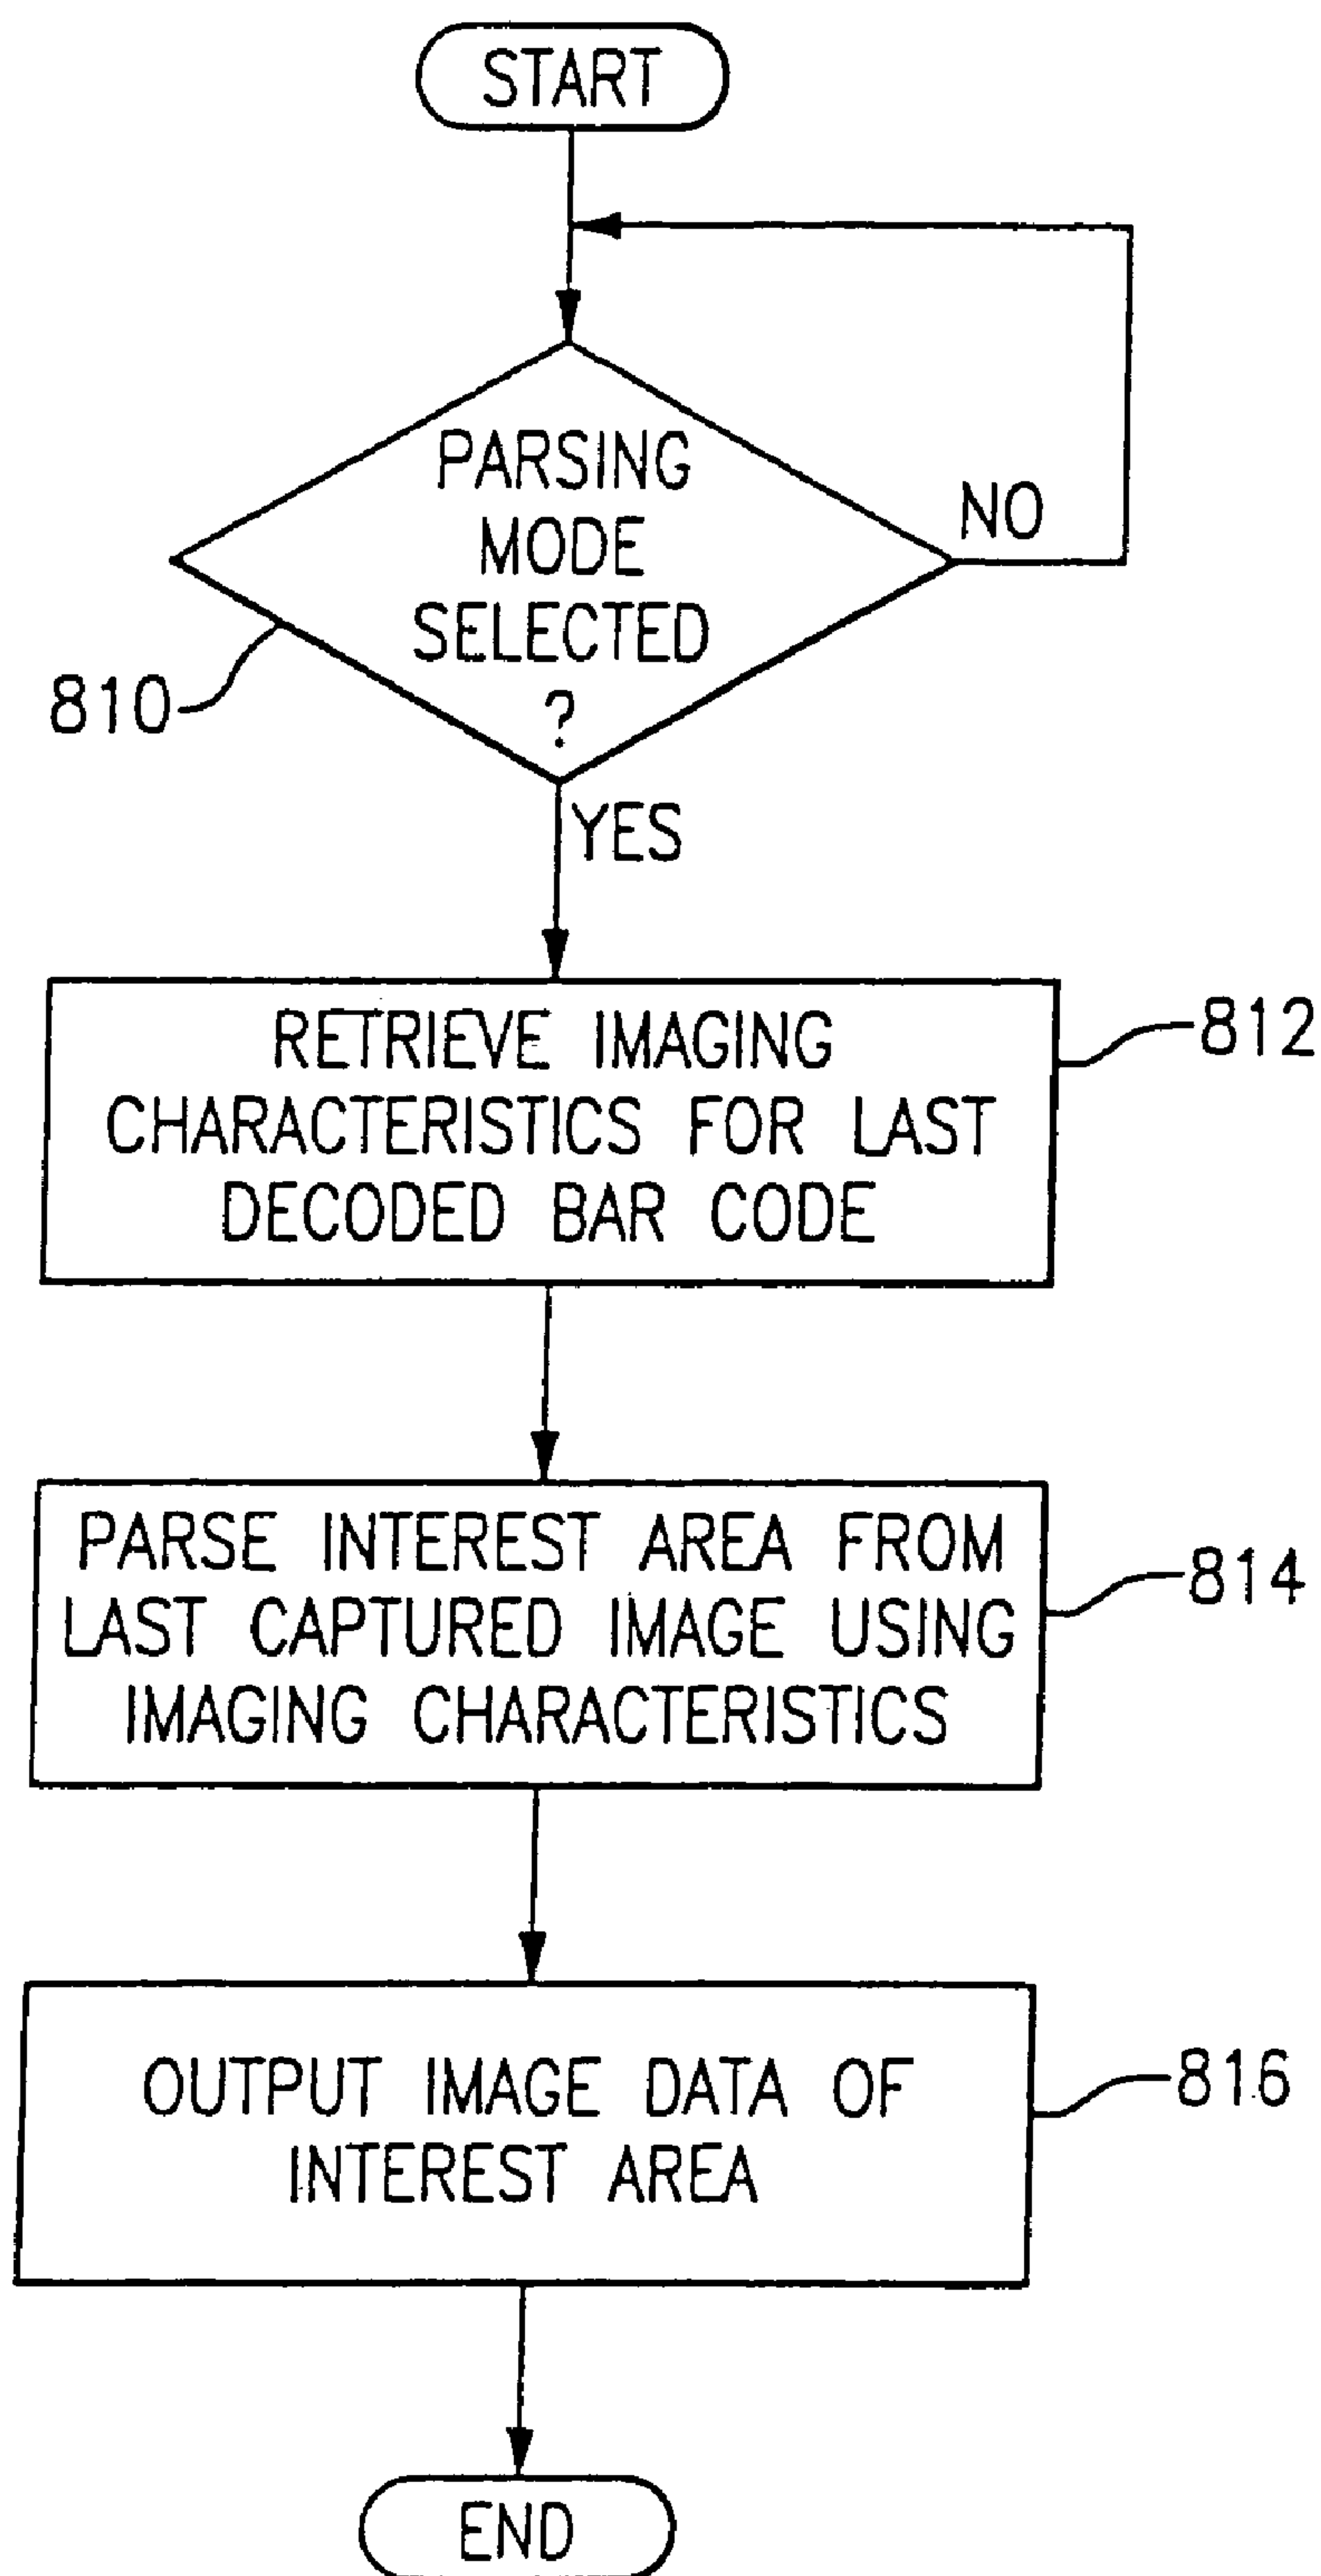 START
PARSING
MODE
SELECTED
?
NO
810
YES
RETRIEVE IMAGING
CHARACTERISTICS FOR LAST
DECODED BAR CODE
812
PARSE INTEREST AREA FROM
LAST CAPTURED IMAGE USING
IMAGING CHARACTERISTICS
814
OUTPUT IMAGE DATA OF
INTEREST AREA
816
END